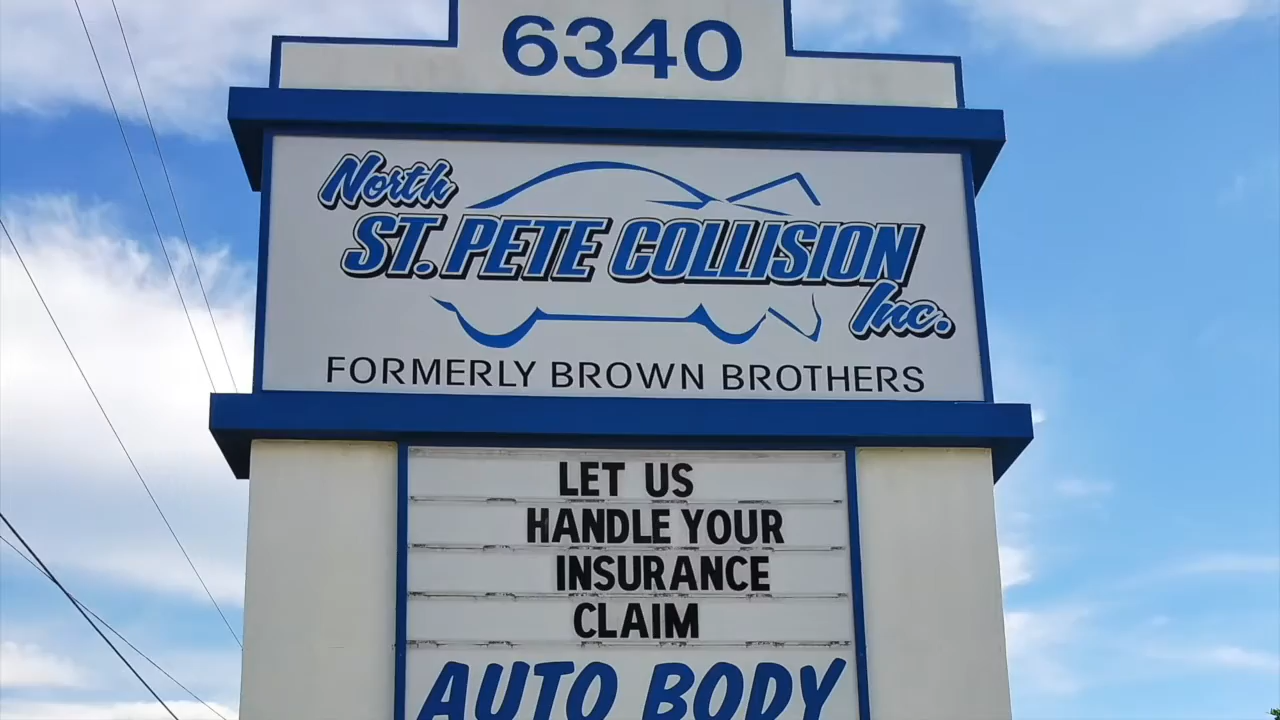 6340
North
ST. PETE COLLISION
Inc.
FORMERLY BROWN BROTHERS
LET US
HANDLE YOUR
INSURANCE
CLAIM
AUTO BODY